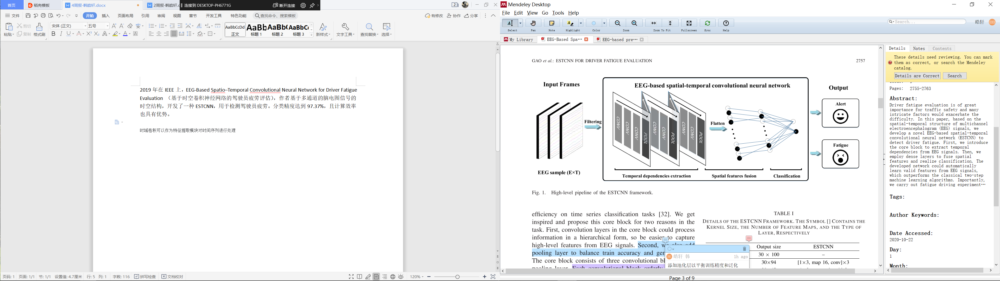 首页
稻壳模板
4周报-韩皓轩.docx
2周报-韩皓轩.d
连接到 DESKTOP-PH6771G
断开连接
2
文件
开始
插入
页面布局
引用
审阅
视图
章节
开发工具
特色功能
查找命令、搜索模板
有修改
协作
分享
粘贴
剪切
复制
格式刷
宋体 (正文)
五号
AaBbCcDd
正文
AaBb
标题 1
AaBb(
标题 2
AaBbC(
标题 3
新样式
文字工具
查找替换
选择
2019 年在 IEEE 上，EEG-Based Spatio–Temporal Convolutional Neural Network for Driver Fatigue
Evaluation （基于时空卷积神经网络的驾驶员疲劳评估），作者基于多通道的脑电图信号的
时空结构，开发了一种 ESTCNN，用于检测驾驶员疲劳。分类精度达到 97.37%，且计算效率
也具有优势。
时域卷积可以作为特征提取模块对时间序列进行处理
页码: 1
页面: 1/1
节: 1/1
设置值: 4.7厘米
行: 5
列: 1
字数: 116
拼写检查
文档校对
120%
Mendeley Desktop
File Edit View Go Tools Help
Select
Pan
Note
Highlight
Color
Zoom
Zoom To Fit
Fullscreen
Sync
Help
Search...
皓轩
My Library
EEG-Based Spa···
EEG-based pre···
GAO et al.: ESTCNN FOR DRIVER FATIGUE EVALUATION
2757
Input Frames
EEG-based spatial-temporal convolutional neural network
Output
Filtering
CONV
CONV
CONV
POOL
CONV
CONV
POOL
CONV
CONV
POOL
Flatten
Alert
Fatigue
EEG sample (E×T)
Temporal dependencies extraction
Spatial features fusion
Classification
Fig. 1. High-level pipeline of the ESTCNN framework.
efficiency on time series classification tasks [32]. We get
inspired and propose this core block for two reasons in the
task. First, convolution layers in the core block could process
information in a hierarchical form, so be easier to capture
high-level features from EEG signals. Second, we also add
pooling layer to balance train accuracy and gen
The core block consists of three convolutional bl
pooling layer. Each convolutional block orderly
皓轩 韩
1h ago
添加池化层以平衡训练精度和泛化
TABLE I
DETAILS OF THE ESTCNN FRAMEWORK. THE SYMBOL [] CONTAINS THE
KERNEL SIZE, THE NUMBER OF FEATURE MAPS, AND THE TYPE OF
LAYER, RESPECTIVELY
Output size
ESTCNN
30 × 100
–
30×94
[1×3, map 16, conv]×3
Page 3 of 9
Details
Notes
Contents
These details need reviewing. You can mark
them as correct, or search the Mendeley
catalog.
Details are Correct
Search
Pages: 2755-2763
Abstract:
Driver fatigue evaluation is of great
importance for traffic safety and many
intricate factors would exacerbate the
difficulty. In this paper, based on the
spatial-temporal structure of multichannel
electroencephalogram (EEG) signals, we
develop a novel EEG-based spatial-temporal
convolutional neural network (ESTCNN) to
detect driver fatigue. First, we introduce
the core block to extract temporal
dependencies from EEG signals. Then, we
employ dense layers to fuse spatial
features and realize classification. The
developed network could automatically
learn valid features from EEG signals,
which outperforms the classical two-step
machine learning algorithms. Importantly,
we carry out fatigue driving experiment···
Tags:
Author Keywords:
Date Accessed:
2020-10-22
Day:
1
Month: